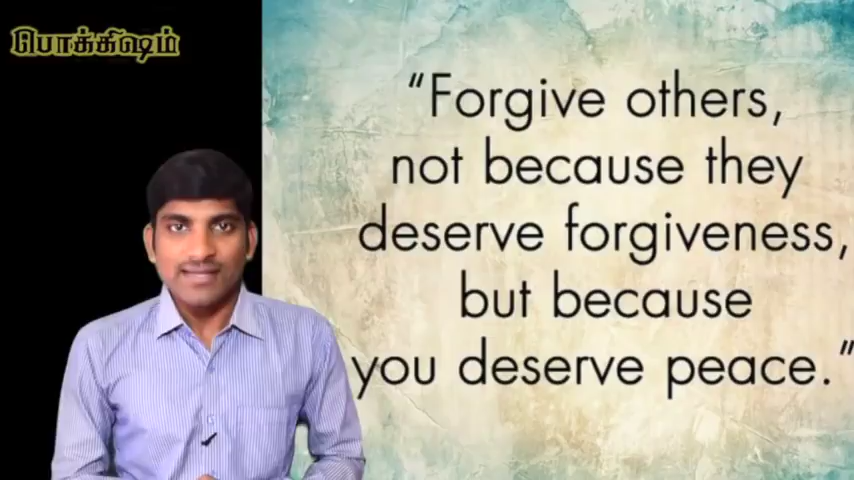 பொக்கிஷம்
“Forgive others,
not because they
deserve forgiveness,
but because
you deserve peace.”